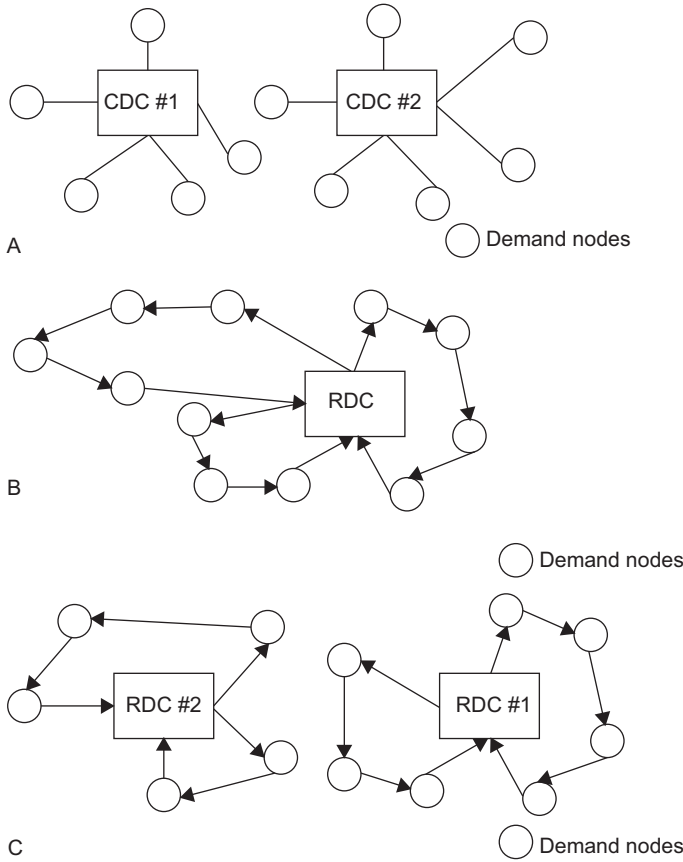 CDC #1
CDC #2
Demand nodes
A
RDC
B
Demand nodes
RDC #2
RDC #1
C
Demand nodes